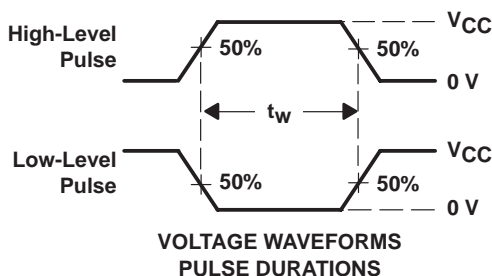 High-Level
Pulse
50%
50%
VCC
0 V
tw
Low-Level
Pulse
50%
50%
VCC
0 V
VOLTAGE WAVEFORMS
PULSE DURATIONS